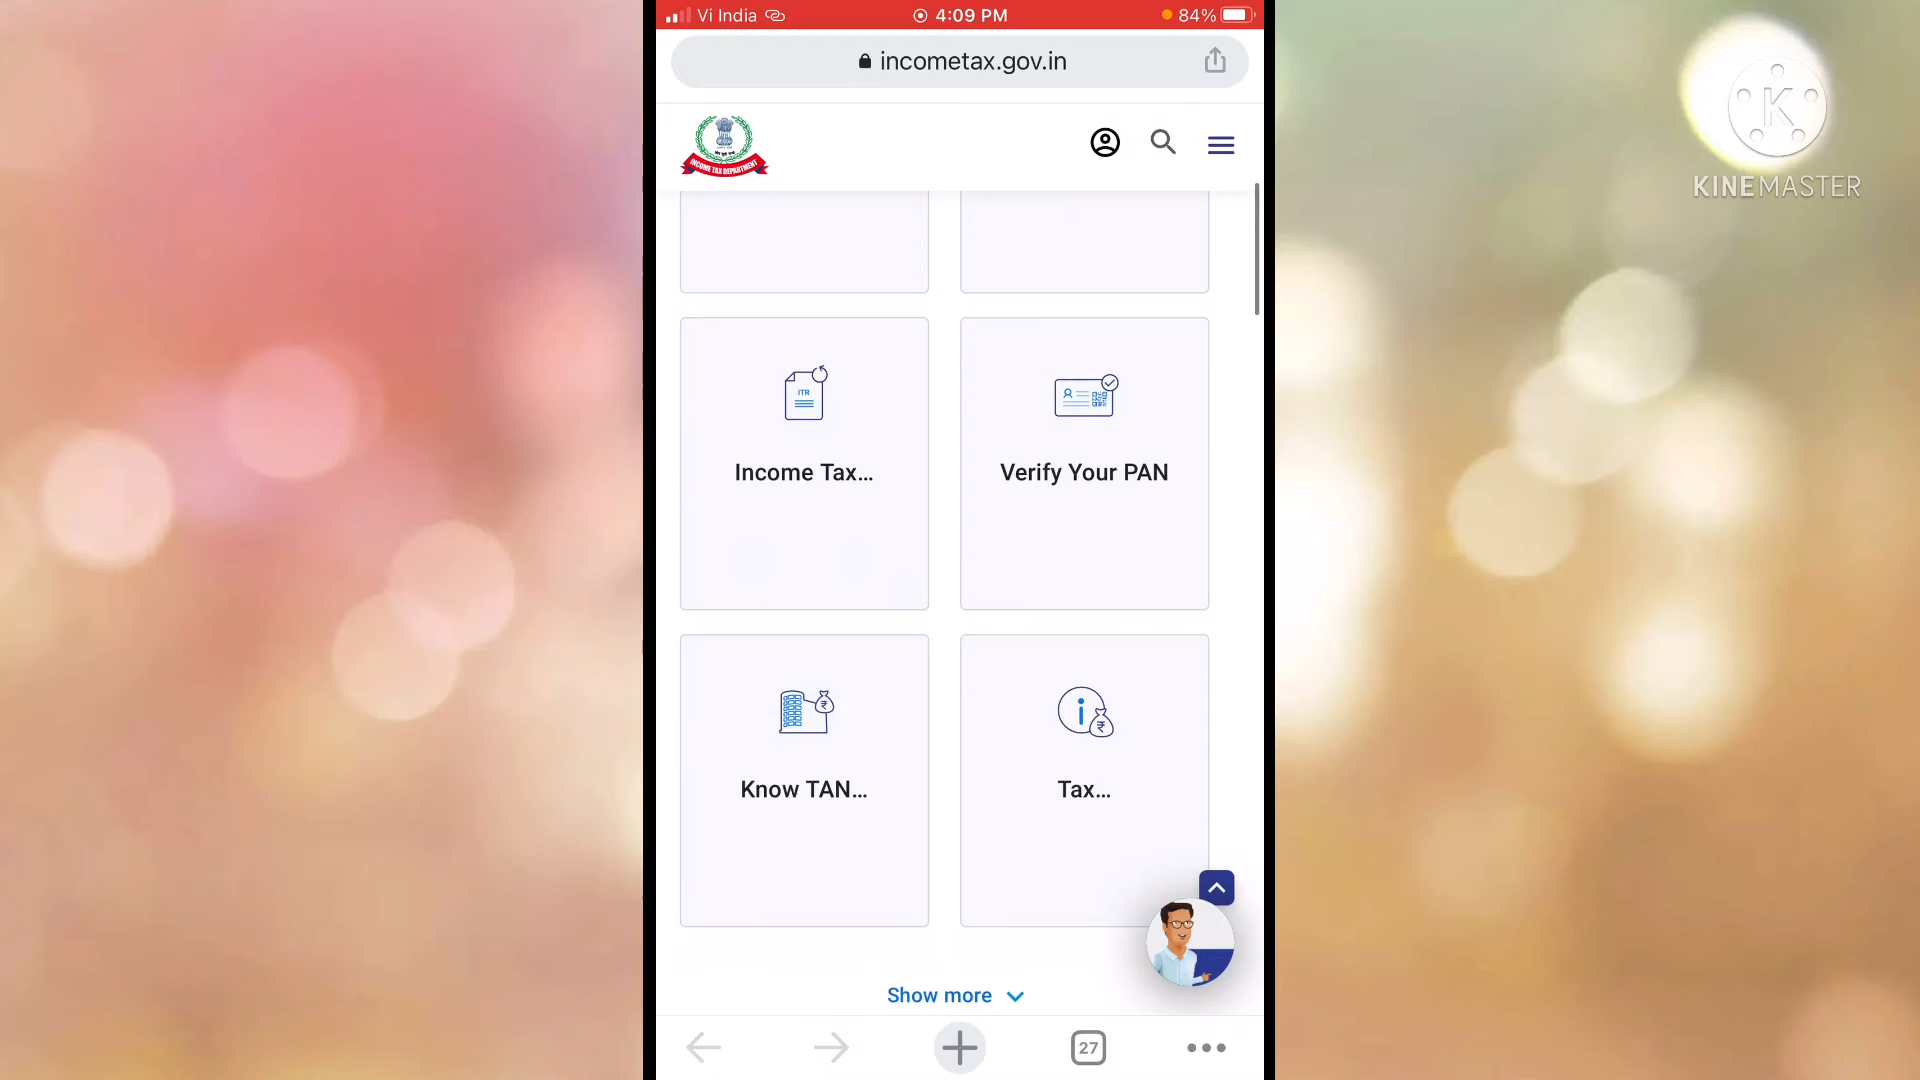 Vi India
4:09 PM
84%
incometax.gov.in
INCOME TAX DEPARTMENT
K
KINEMASTER
ITR
Income Tax...
Verify Your PAN
Know TAN...
Tax...
Show more
27